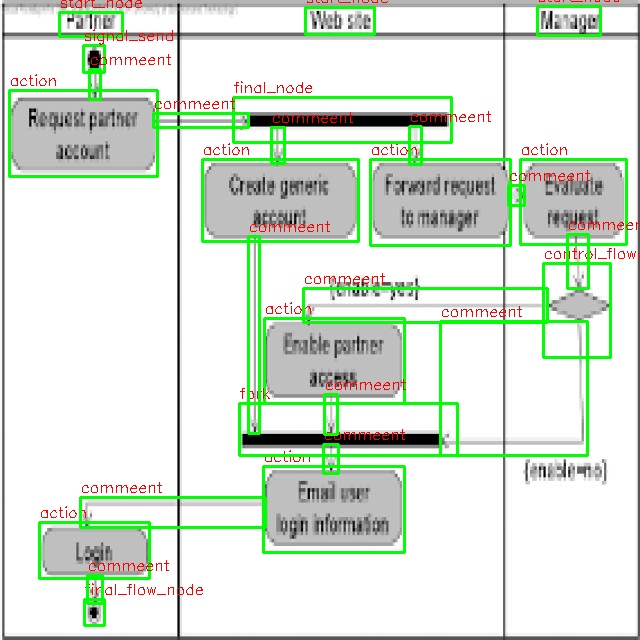 start_node
start_node
start_node
Partner
Web site
Manager
signal_send
commeent
action
final_node
Request partner
account
commeent
commeent
commeent
action
action
action
Create generic
account
Forward request
to manager
commeent
Evaluate
request
commeent
commeent
control_flow
commeent
(enable=yes)
commeent
action
Enable partner
access
commeent
fork
commeent
action
(enable=no)
Email user
login information
commeent
action
Login
commeent
final_flow_node